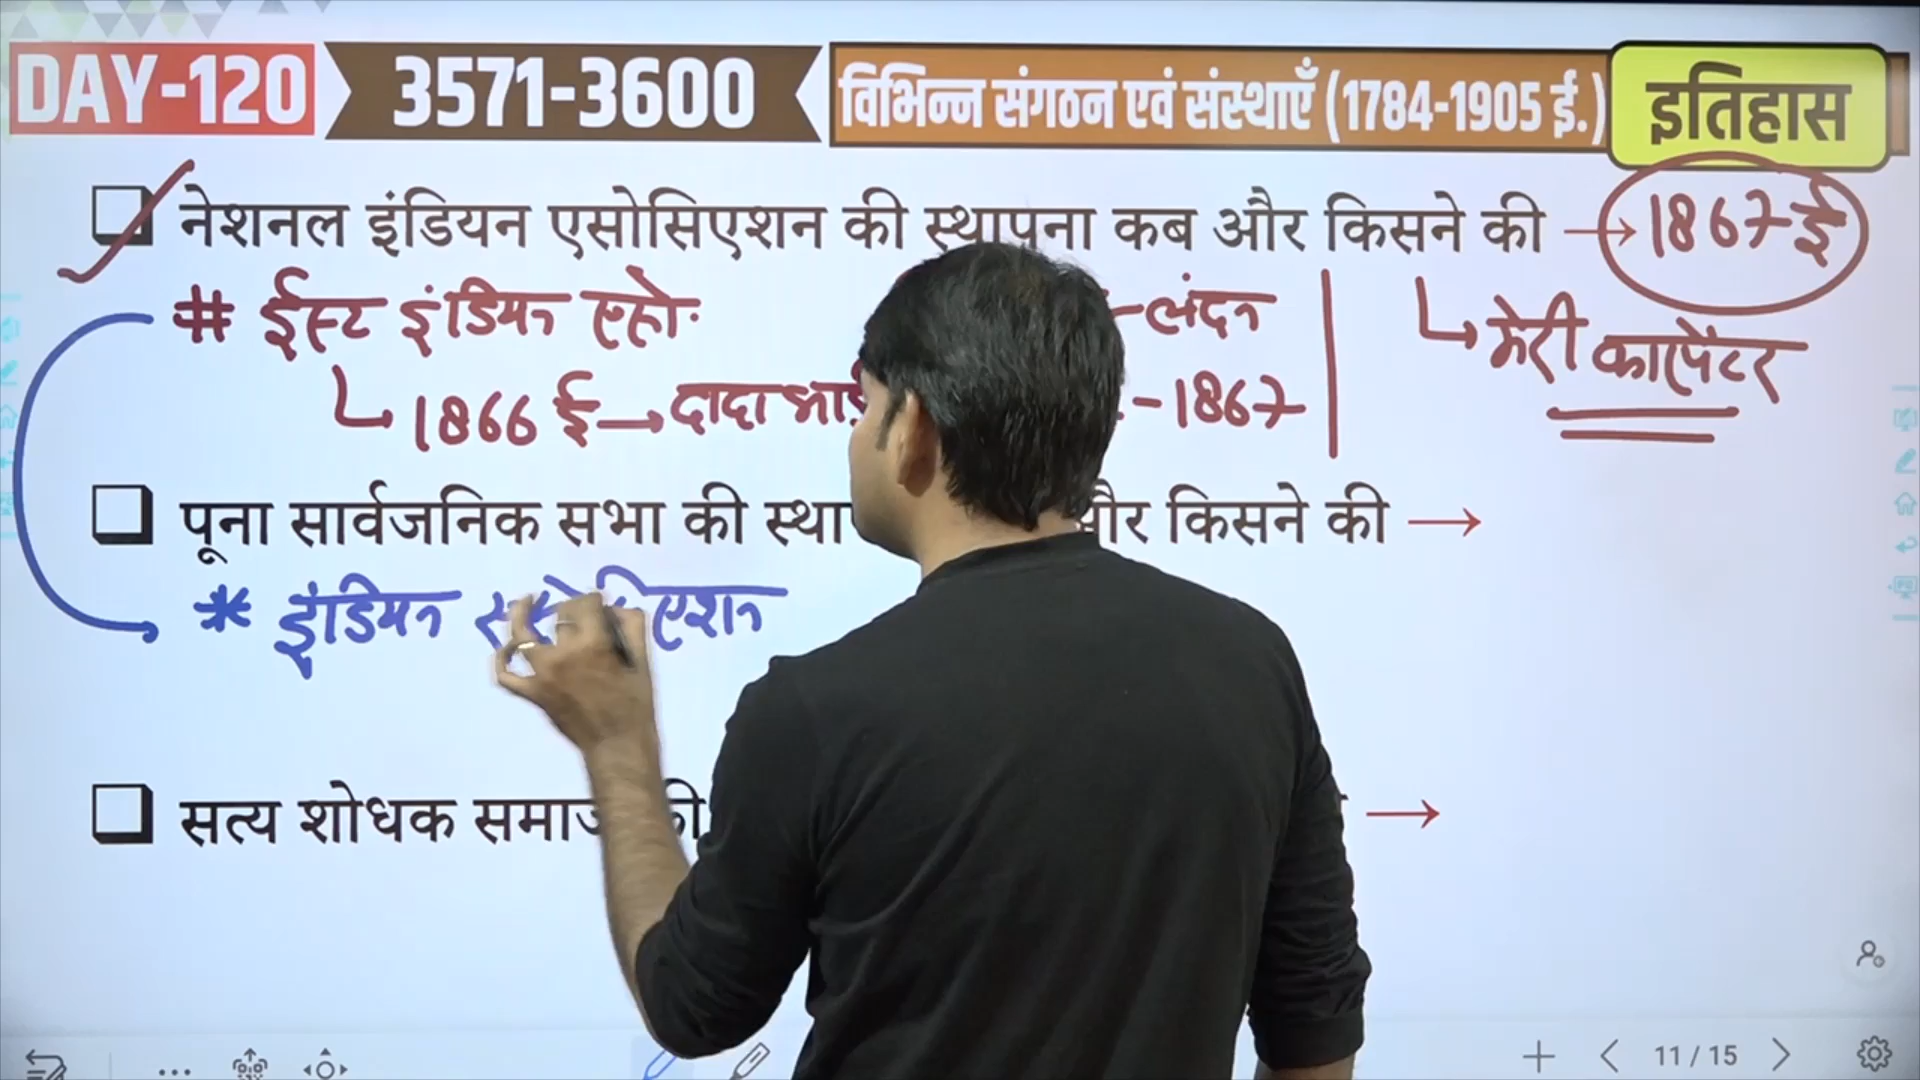 DAY-120 3571-3600 विभिन्न संगठन एवं संस्थाएँ (1784-1905 ई.) इतिहास
नेशनल इंडियन एसोसिएशन की स्थापना कब और किसने की → 1867 ई
# ईस्ट इंडियन एसो. -लंदन
↳ मेरी कार्पेंटर
↳ 1866 ई → दादा भाई - 1867
पूना सार्वजनिक सभा की स्था और किसने की →
* इंडियन
सत्य शोधक समाज की →
11 / 15